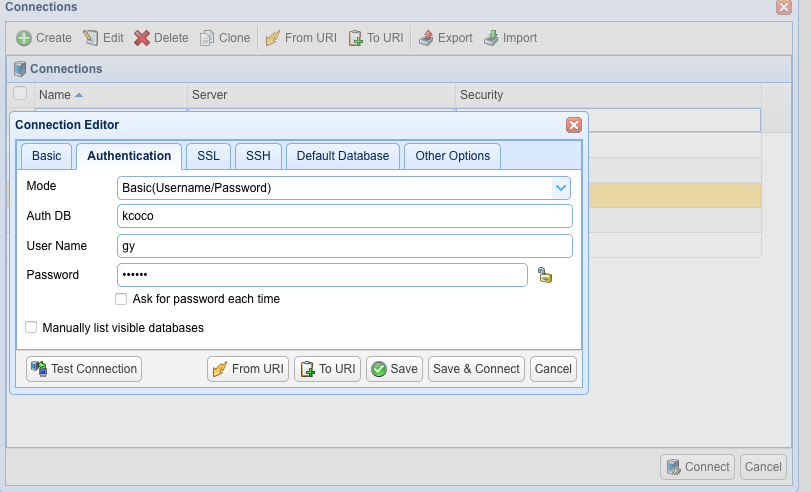 Connections
Create Edit Delete Clone From URI To URI Export Import
Connections
Name Server Security
Connection Editor
Basic Authentication SSL SSH Default Database Other Options
Mode Basic(Username/Password)
Auth DB kcoco
User Name gy
Password ••••••
Ask for password each time
Manually list visible databases
Test Connection From URI To URI Save Save & Connect Cancel
Connect Cancel